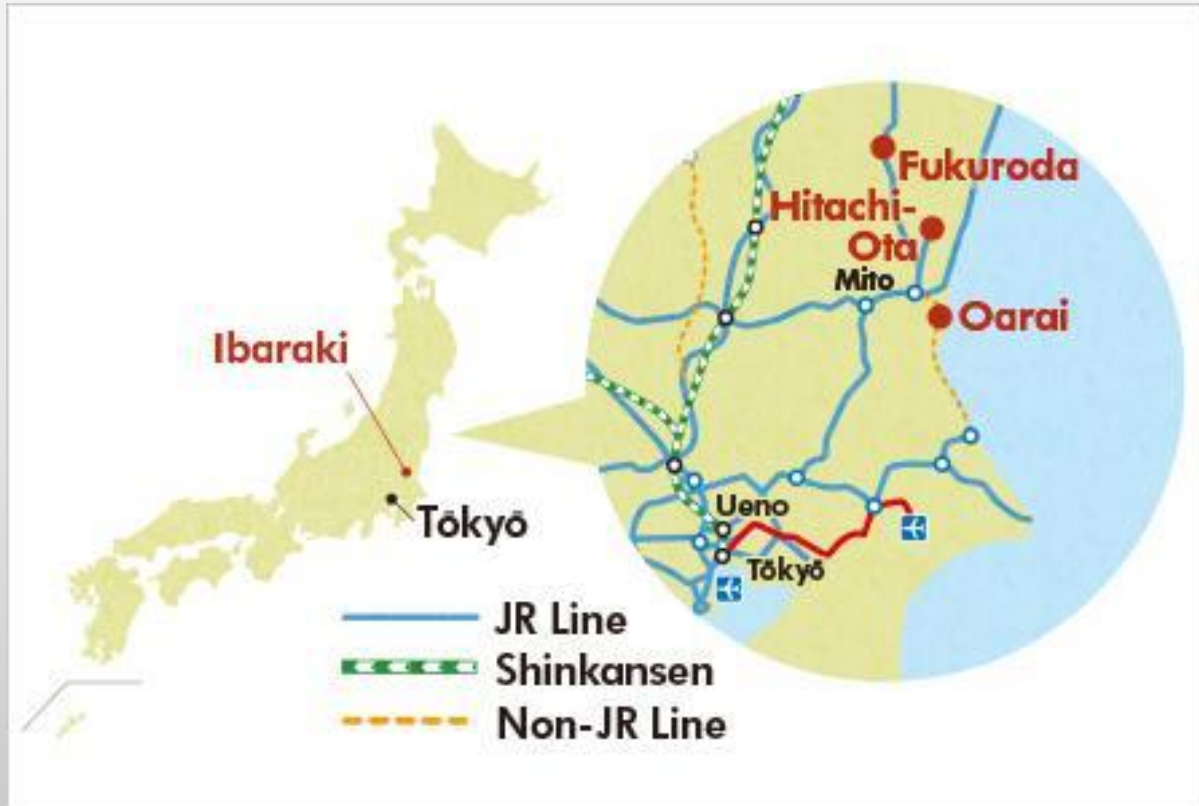 Fukuroda
Hitachi-
Ota
Mito
Oarai
Ibaraki
Ueno
Tōkyō
Tōkyō
JR Line
Shinkansen
Non-JR Line